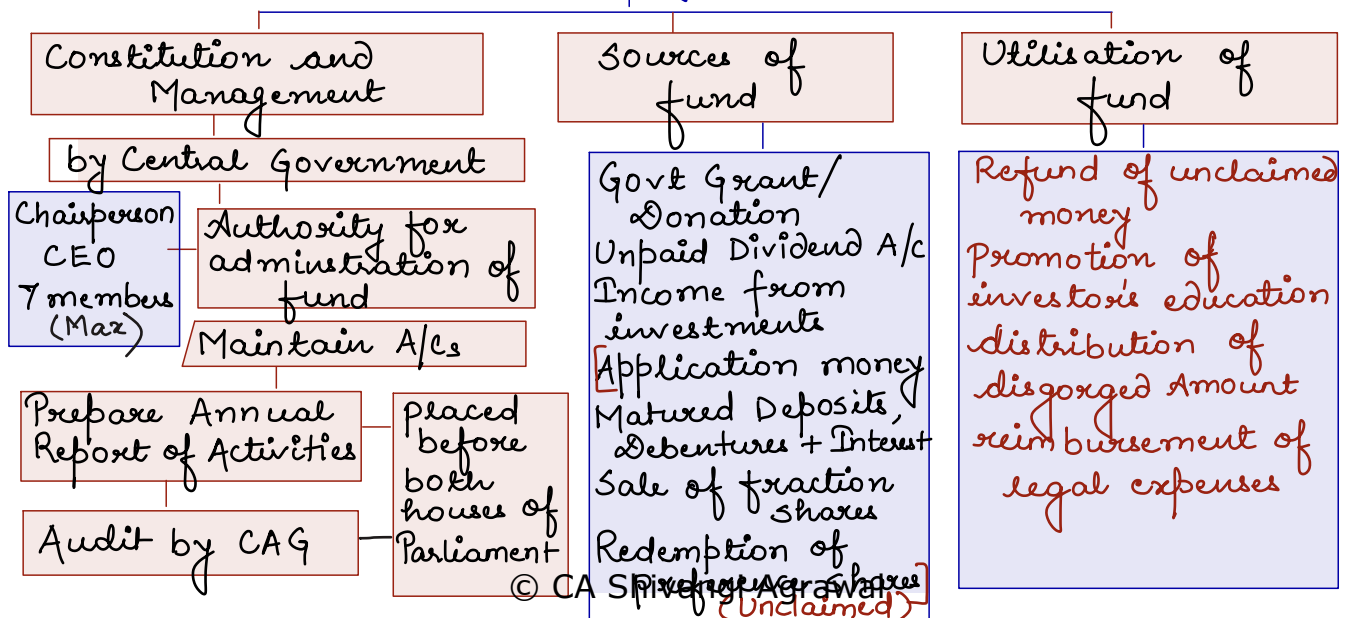 Constitution and
Management
by Central Government
Chairperson
CEO
7 members
(Max)
Authority for
adminstration of
fund
Maintain A/Cs
Prepare Annual
Report of Activities
placed
before
both
houses of
Parliament
Audit by CAG
Sources of
fund
Govt Grant/
Donation
Unpaid Dividend A/c
Income from
investments
[Application money
Matured Deposits,
Debentures + Interest
Sale of fraction
shares
Redemption of
preference shares]
(Unclaimed)
Utilisation of
fund
Refund of unclaimed
money
Promotion of
investor's education
distribution of
disgorged Amount
reimbursement of
legal expenses
© CA Shivangi Agrawal